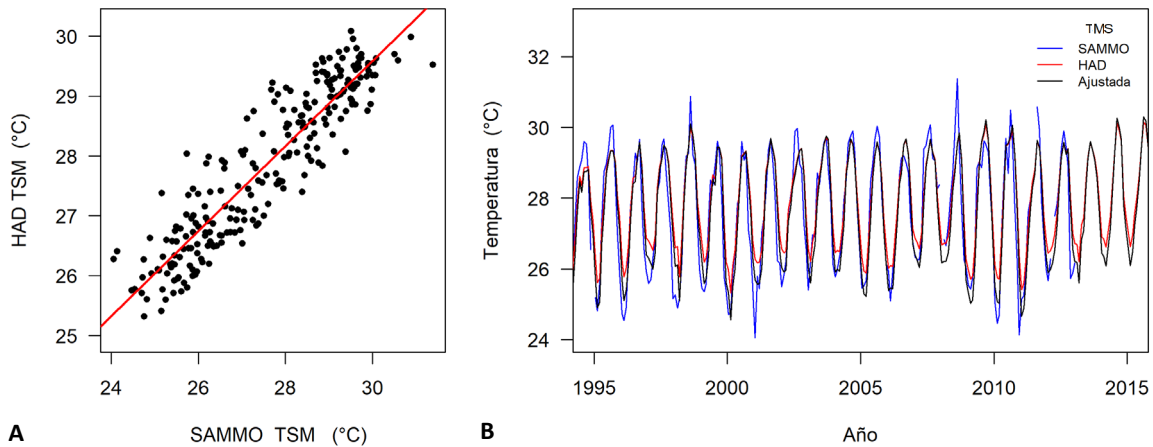 30
29
28
27
26
25
HAD TSM (°C)
24 26 28 30
SAMMO TSM (°C)
A
32
30
28
26
24
Temperatura (°C)
TMS
SAMMO
HAD
Ajustada
1995 2000 2005 2010 2015
Año
B